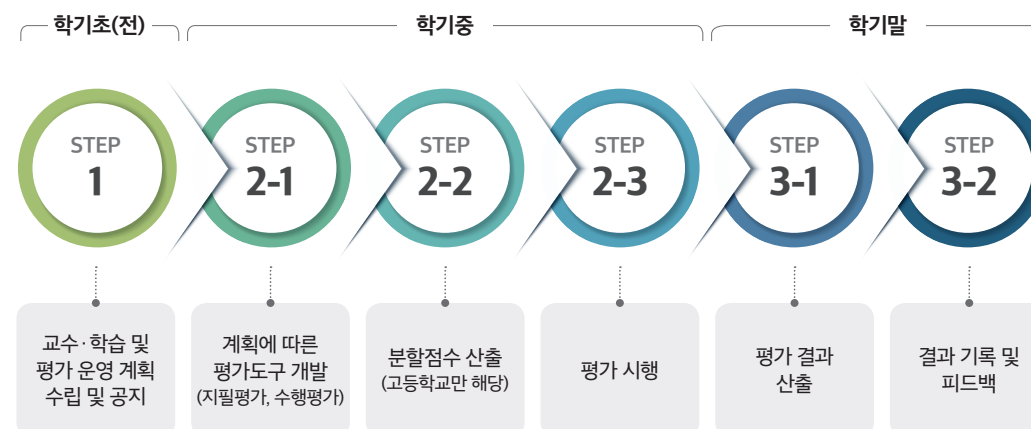 학기초(전)
학기중
학기말
STEP
1
STEP
2-1
STEP
2-2
STEP
2-3
STEP
3-1
STEP
3-2
교수·학습 및
평가 운영 계획
수립 및 공지
계획에 따른
평가도구 개발
(지필평가, 수행평가)
분할점수 산출
(고등학교만 해당)
평가 시행
평가 결과
산출
결과 기록 및
피드백